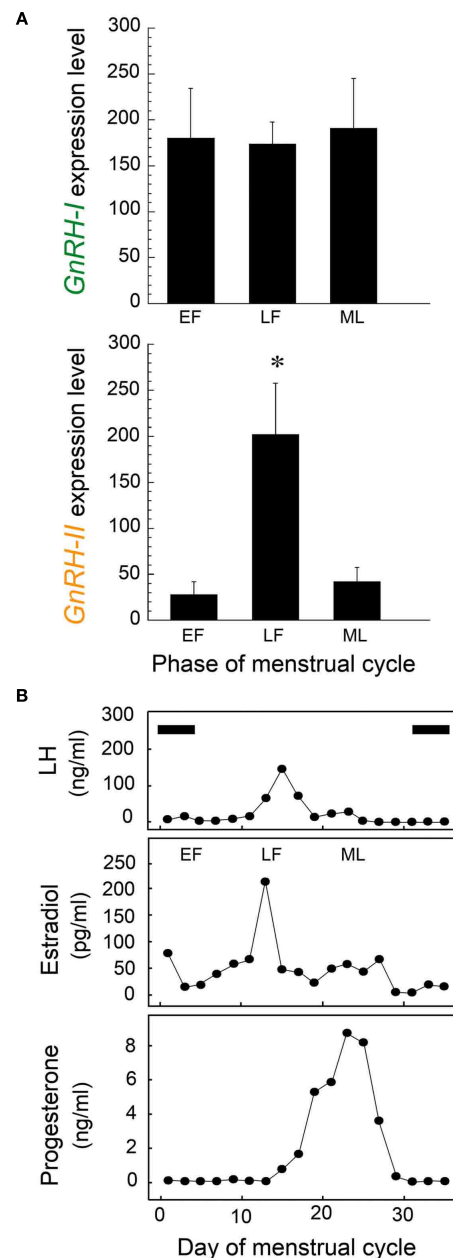 A
GnRH-I expression level
300
250
200
150
100
50
0
EF LF ML
GnRH-II expression level
300
250
200
150
100
50
0
*
EF LF ML
Phase of menstrual cycle
B
LH
(ng/ml)
300
200
100
0
Estradiol
(pg/ml)
250
200
150
100
50
0
EF LF ML
Progesterone
(ng/ml)
8
6
4
2
0
0 10 20 30
Day of menstrual cycle